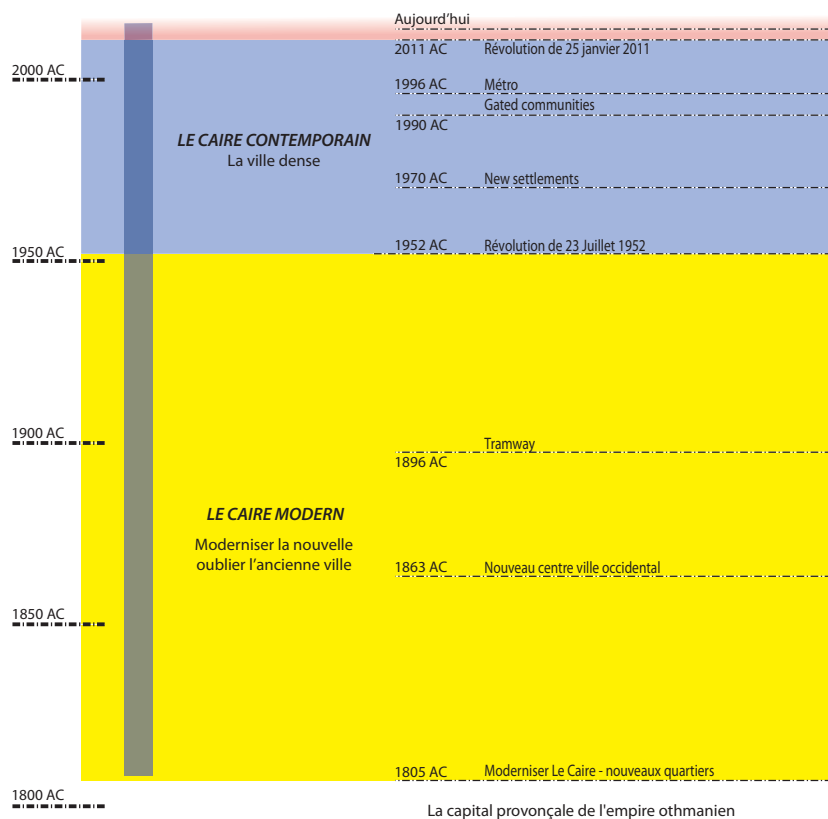 Aujourd'hui
2011 AC Révolution de 25 janvier 2011
2000 AC
1996 AC Métro
Gated communities
1990 AC
LE CAIRE CONTEMPORAIN
La ville dense
1970 AC New settlements
1952 AC Révolution de 23 Juillet 1952
1950 AC
1900 AC
Tramway
1896 AC
LE CAIRE MODERN
Moderniser la nouvelle
oublier l'ancienne ville
1863 AC Nouveau centre ville occidental
1850 AC
1805 AC Moderniser Le Caire - nouveaux quartiers
1800 AC
La capital provonçale de l'empire othmanien